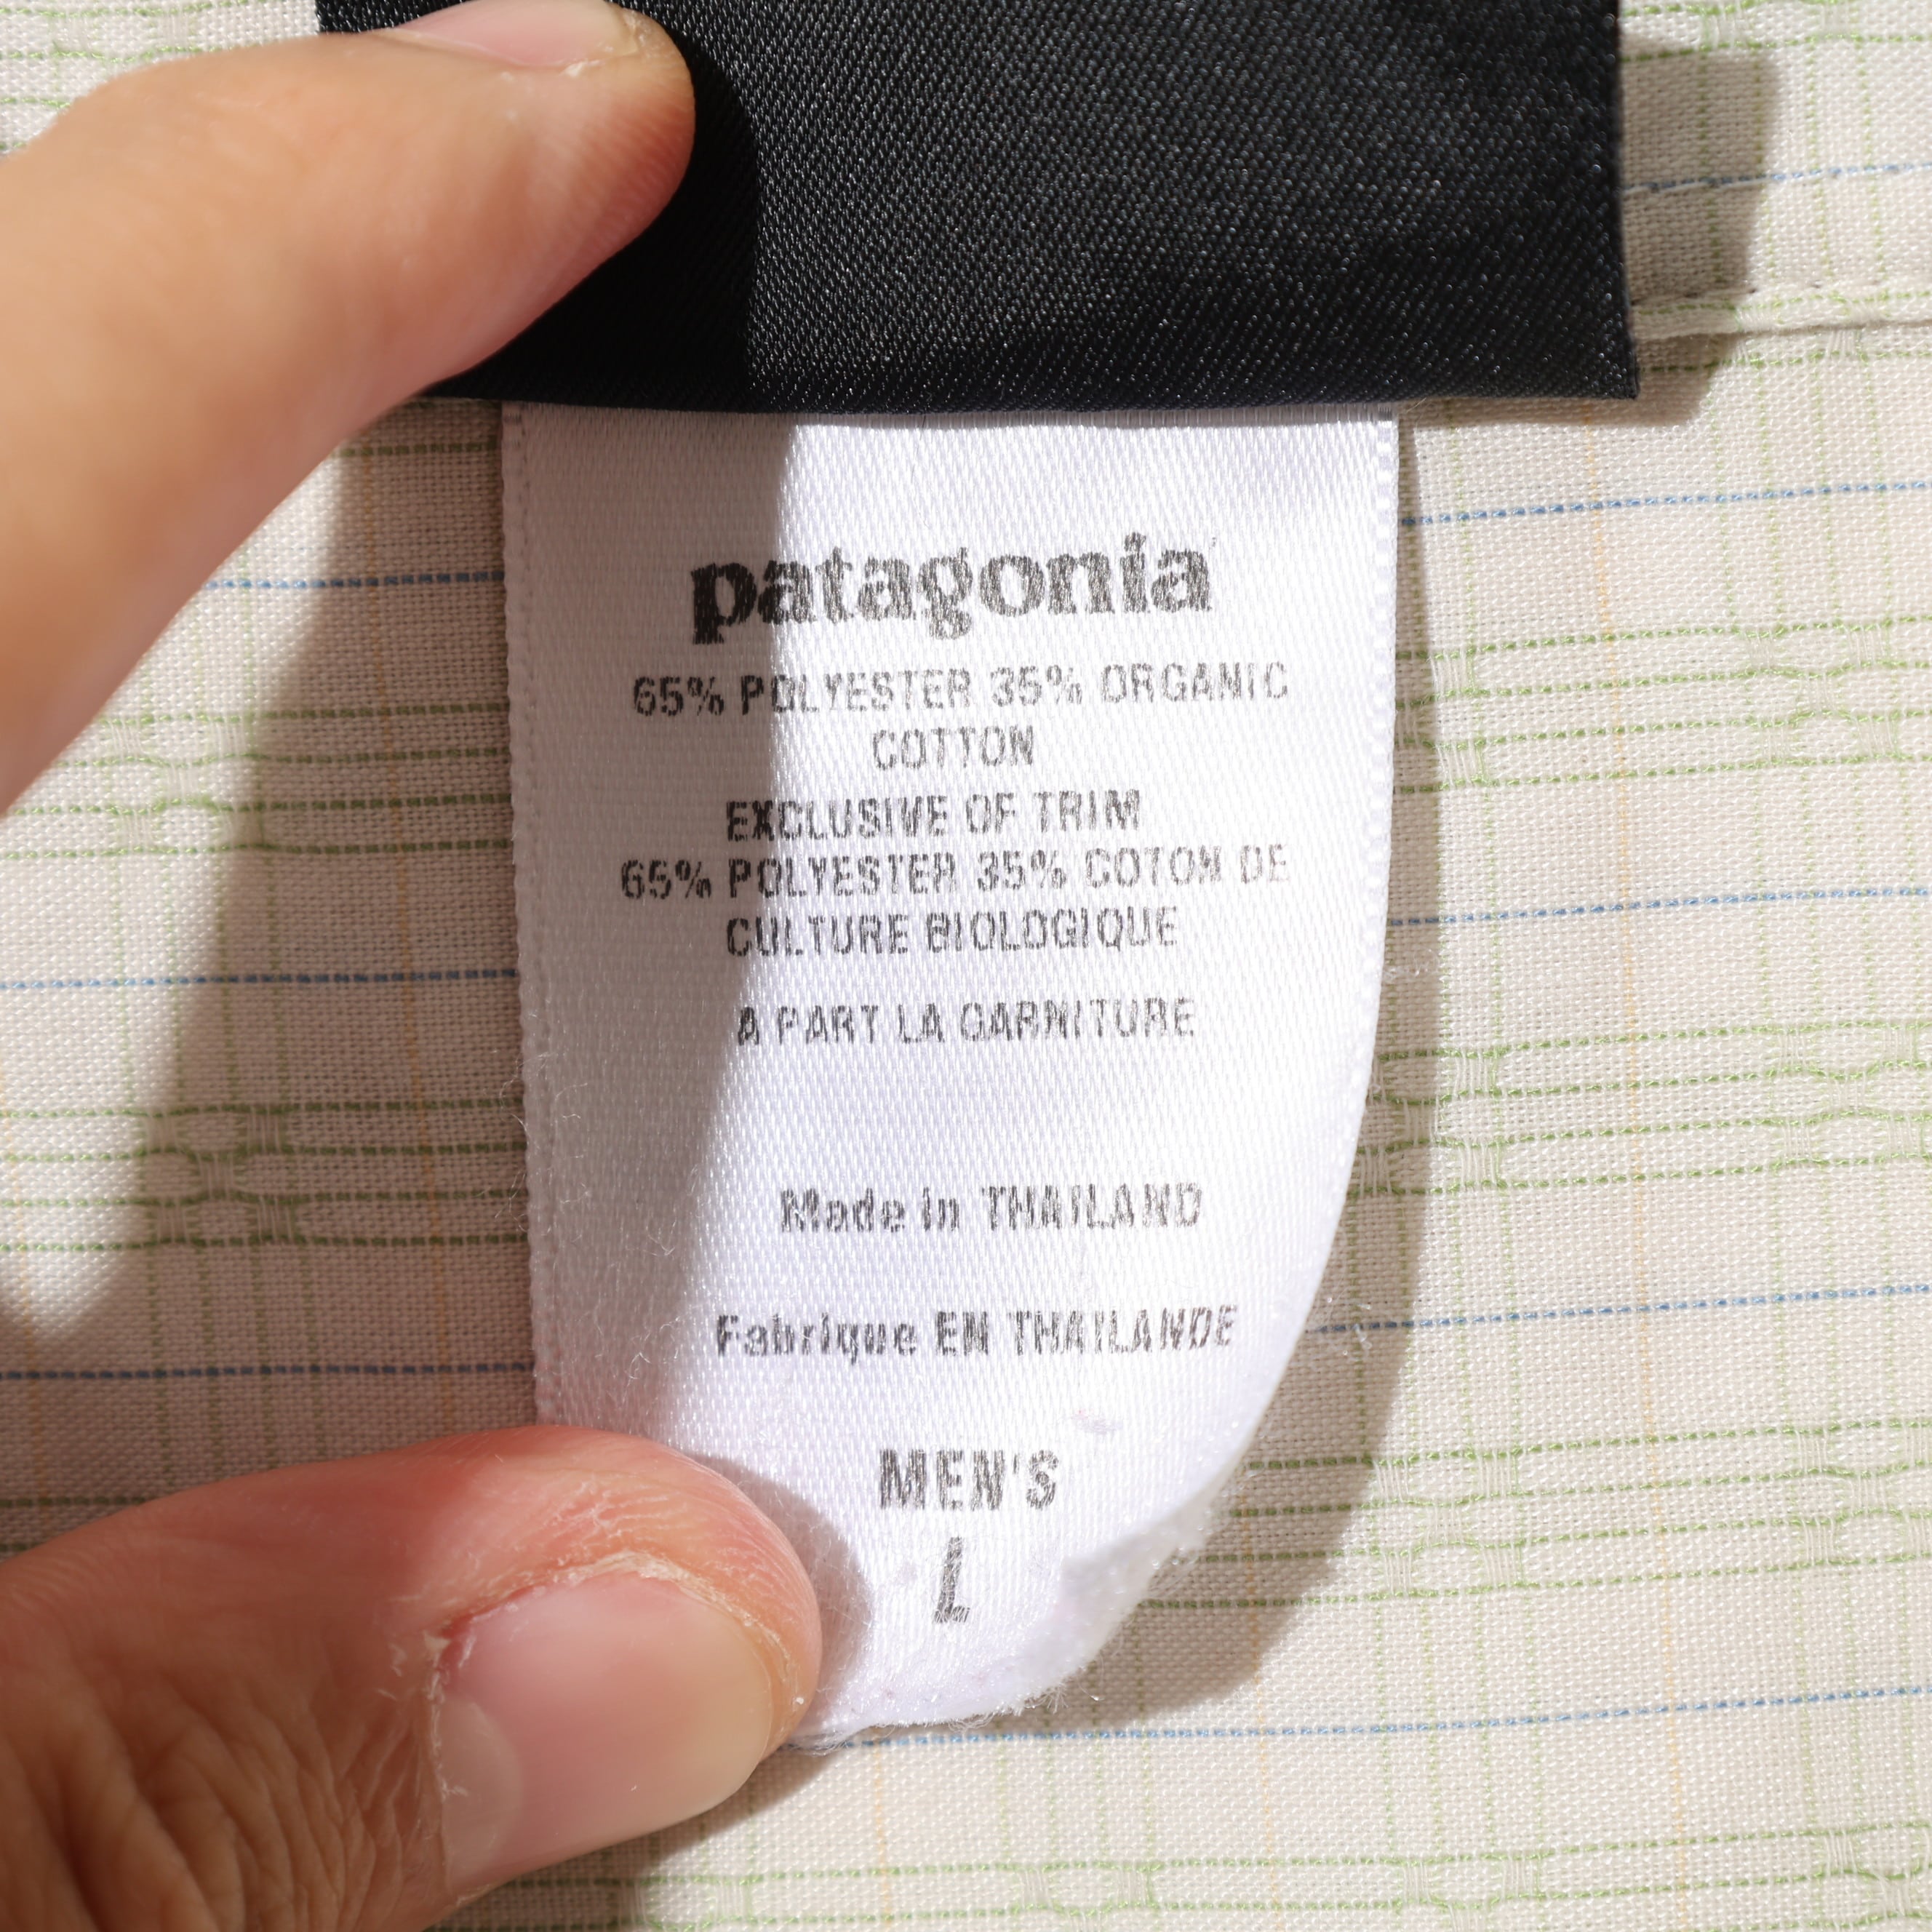 patagonia
65% POLYESTER 35% ORGANIC
COTTON
EXCLUSIVE OF TRIM
65% POLYESTER 35% COTON DE
CULTURE BIOLOGIQUE
A PART LA GARNITURE
Made in THAILAND
Fabrique EN THAILANDE
MEN'S
L